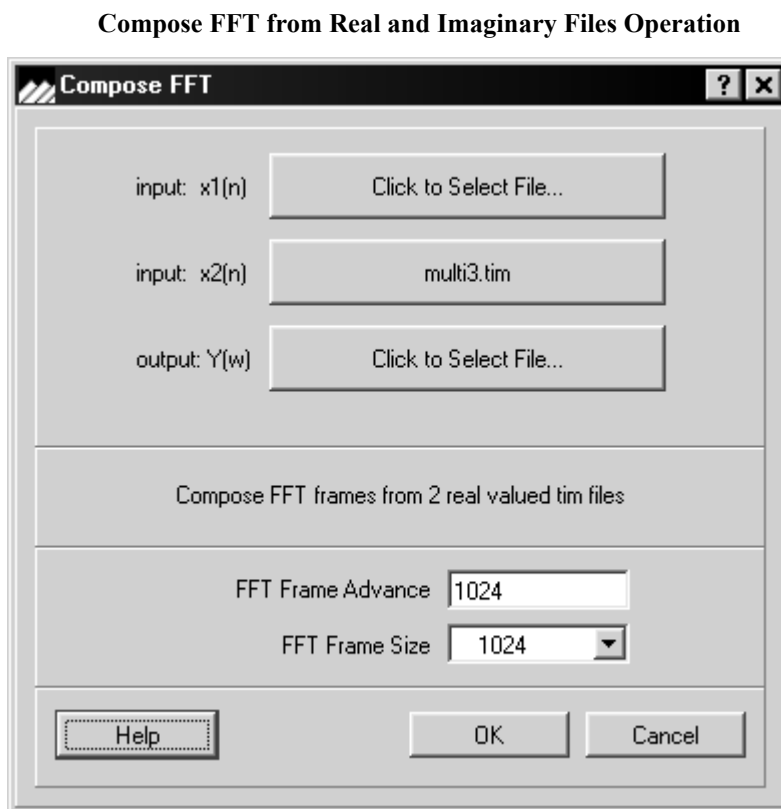 Compose FFT from Real and Imaginary Files Operation
Compose FFT
?
input: x1(n) Click to Select File...
input: x2(n) multi3.tim
output: Y(w) Click to Select File...
Compose FFT frames from 2 real valued tim files
FFT Frame Advance 1024
FFT Frame Size 1024
Help OK Cancel